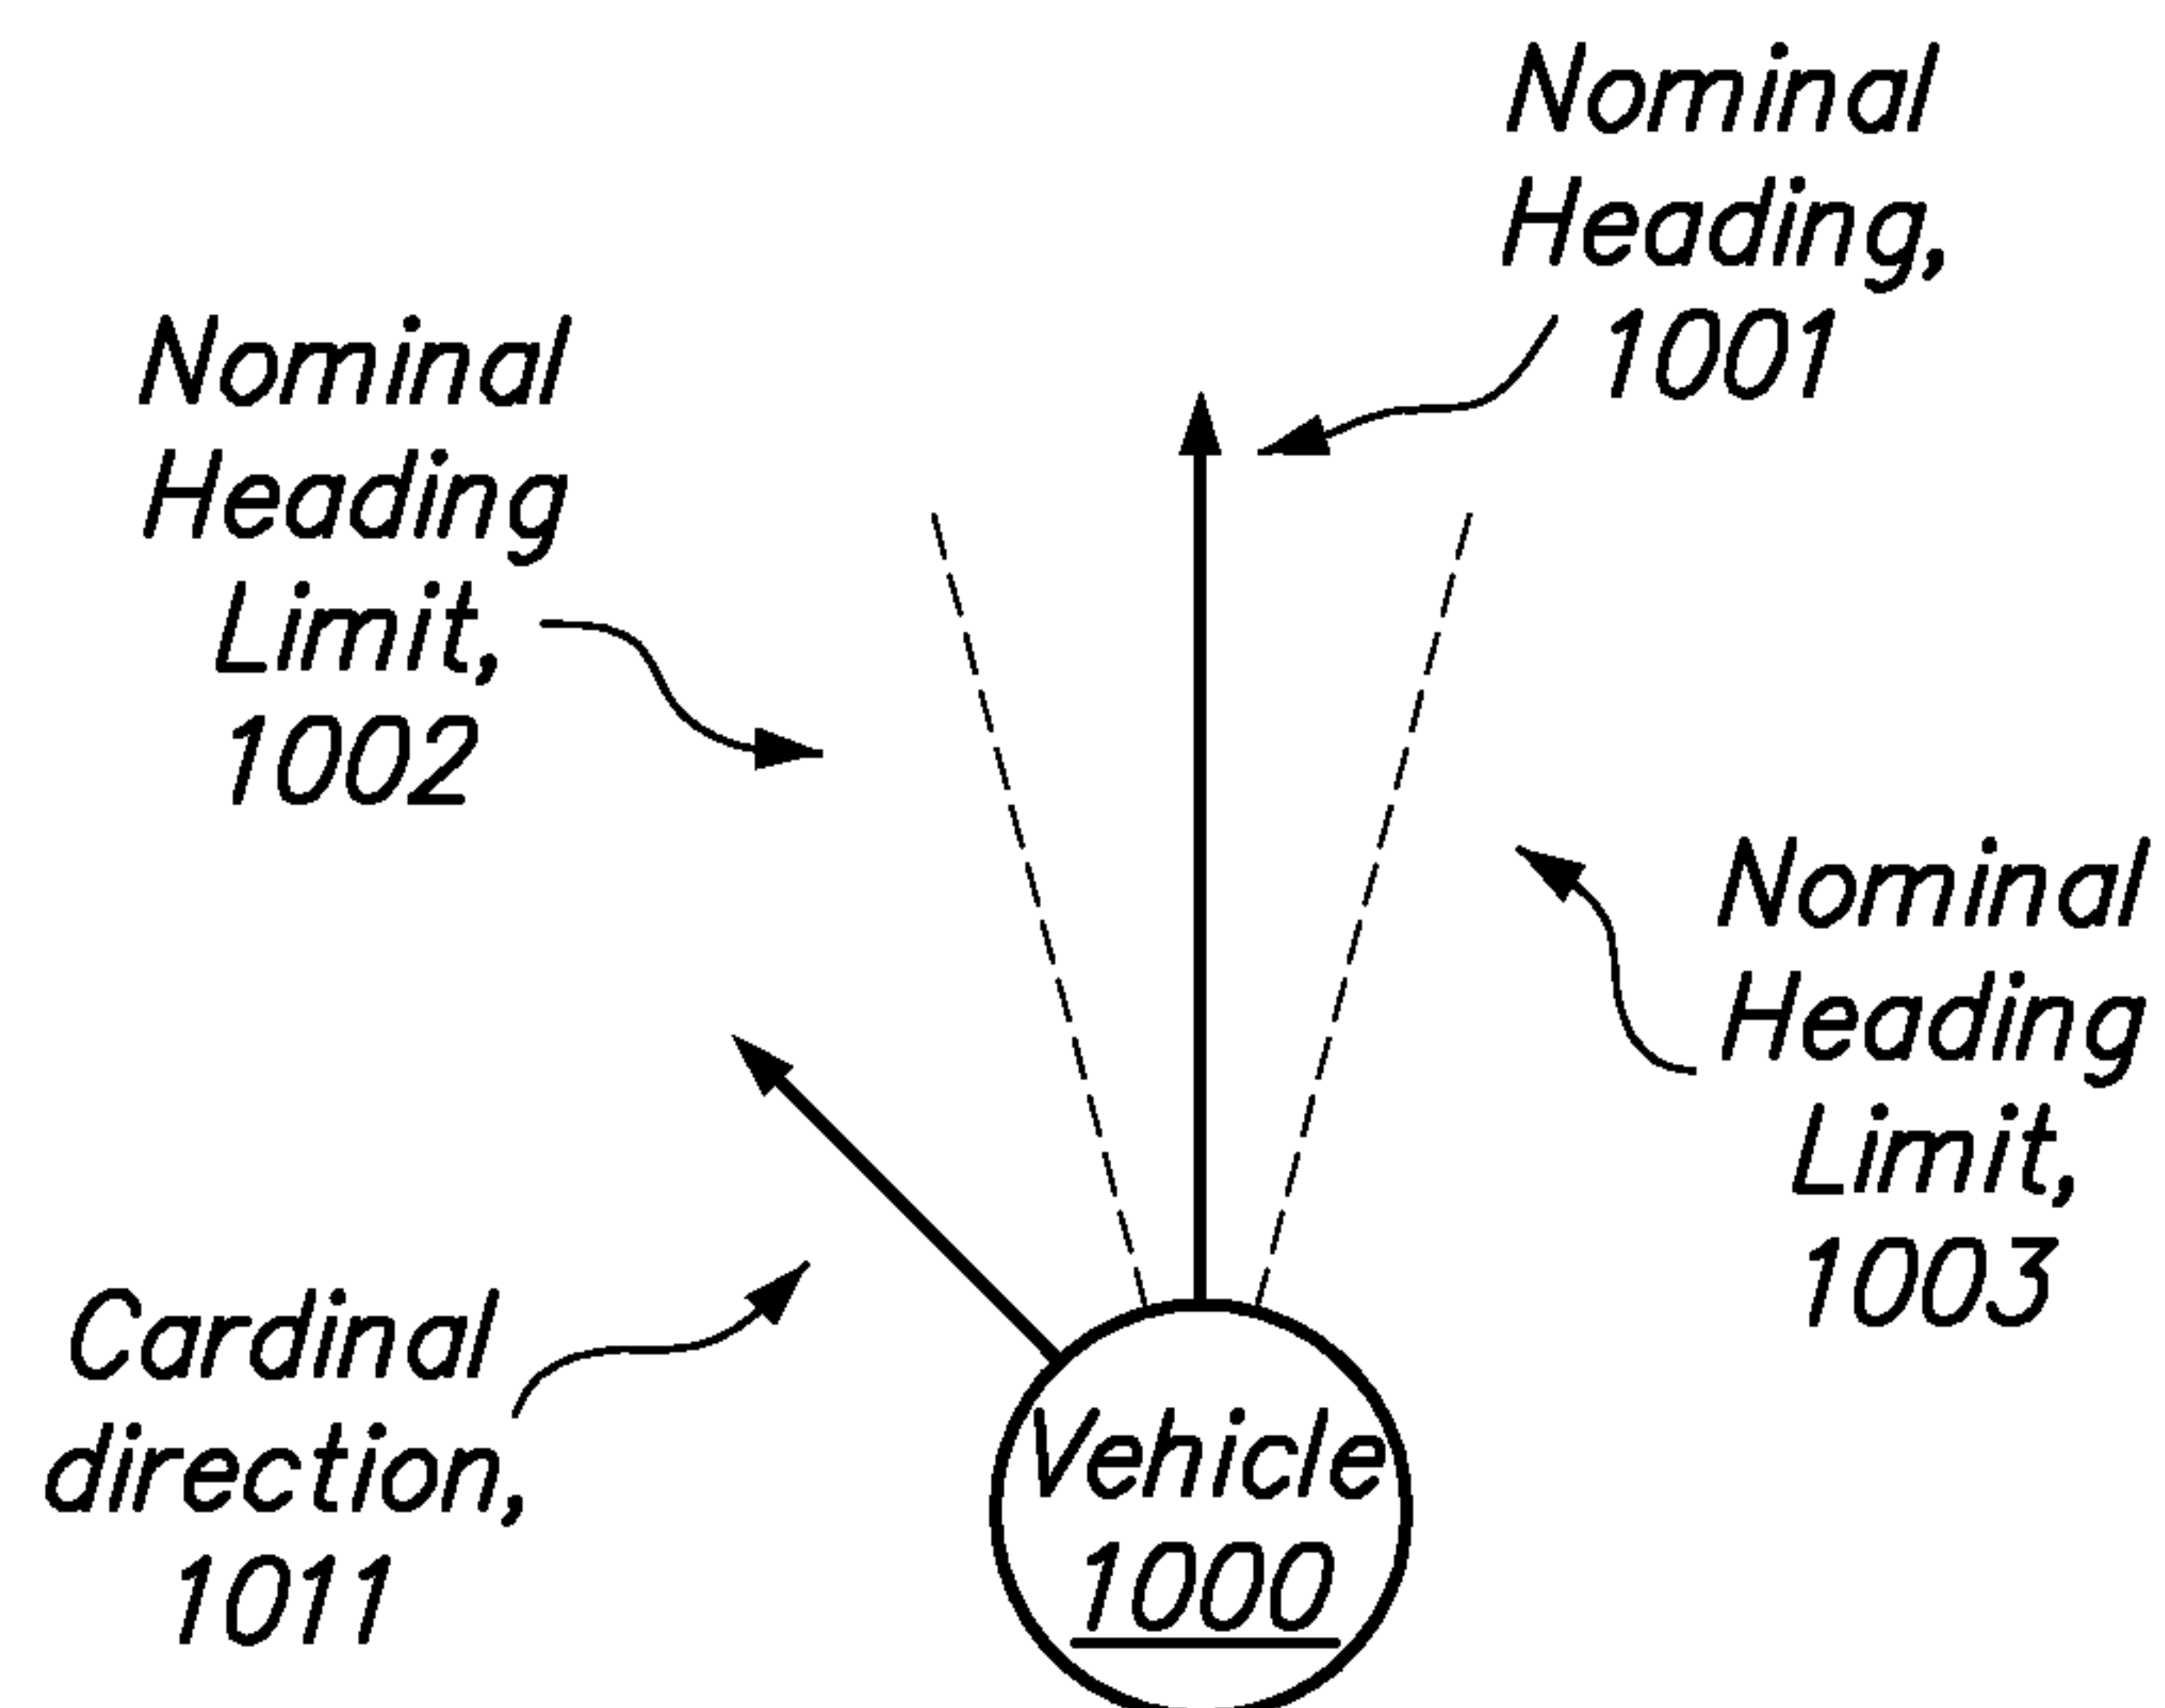 Nominal
Heading,
1001
Nominal
Heading
Limit,
1002
Nominal
Heading
Limit,
1003
Cardinal
direction,
1011
Vehicle
1000